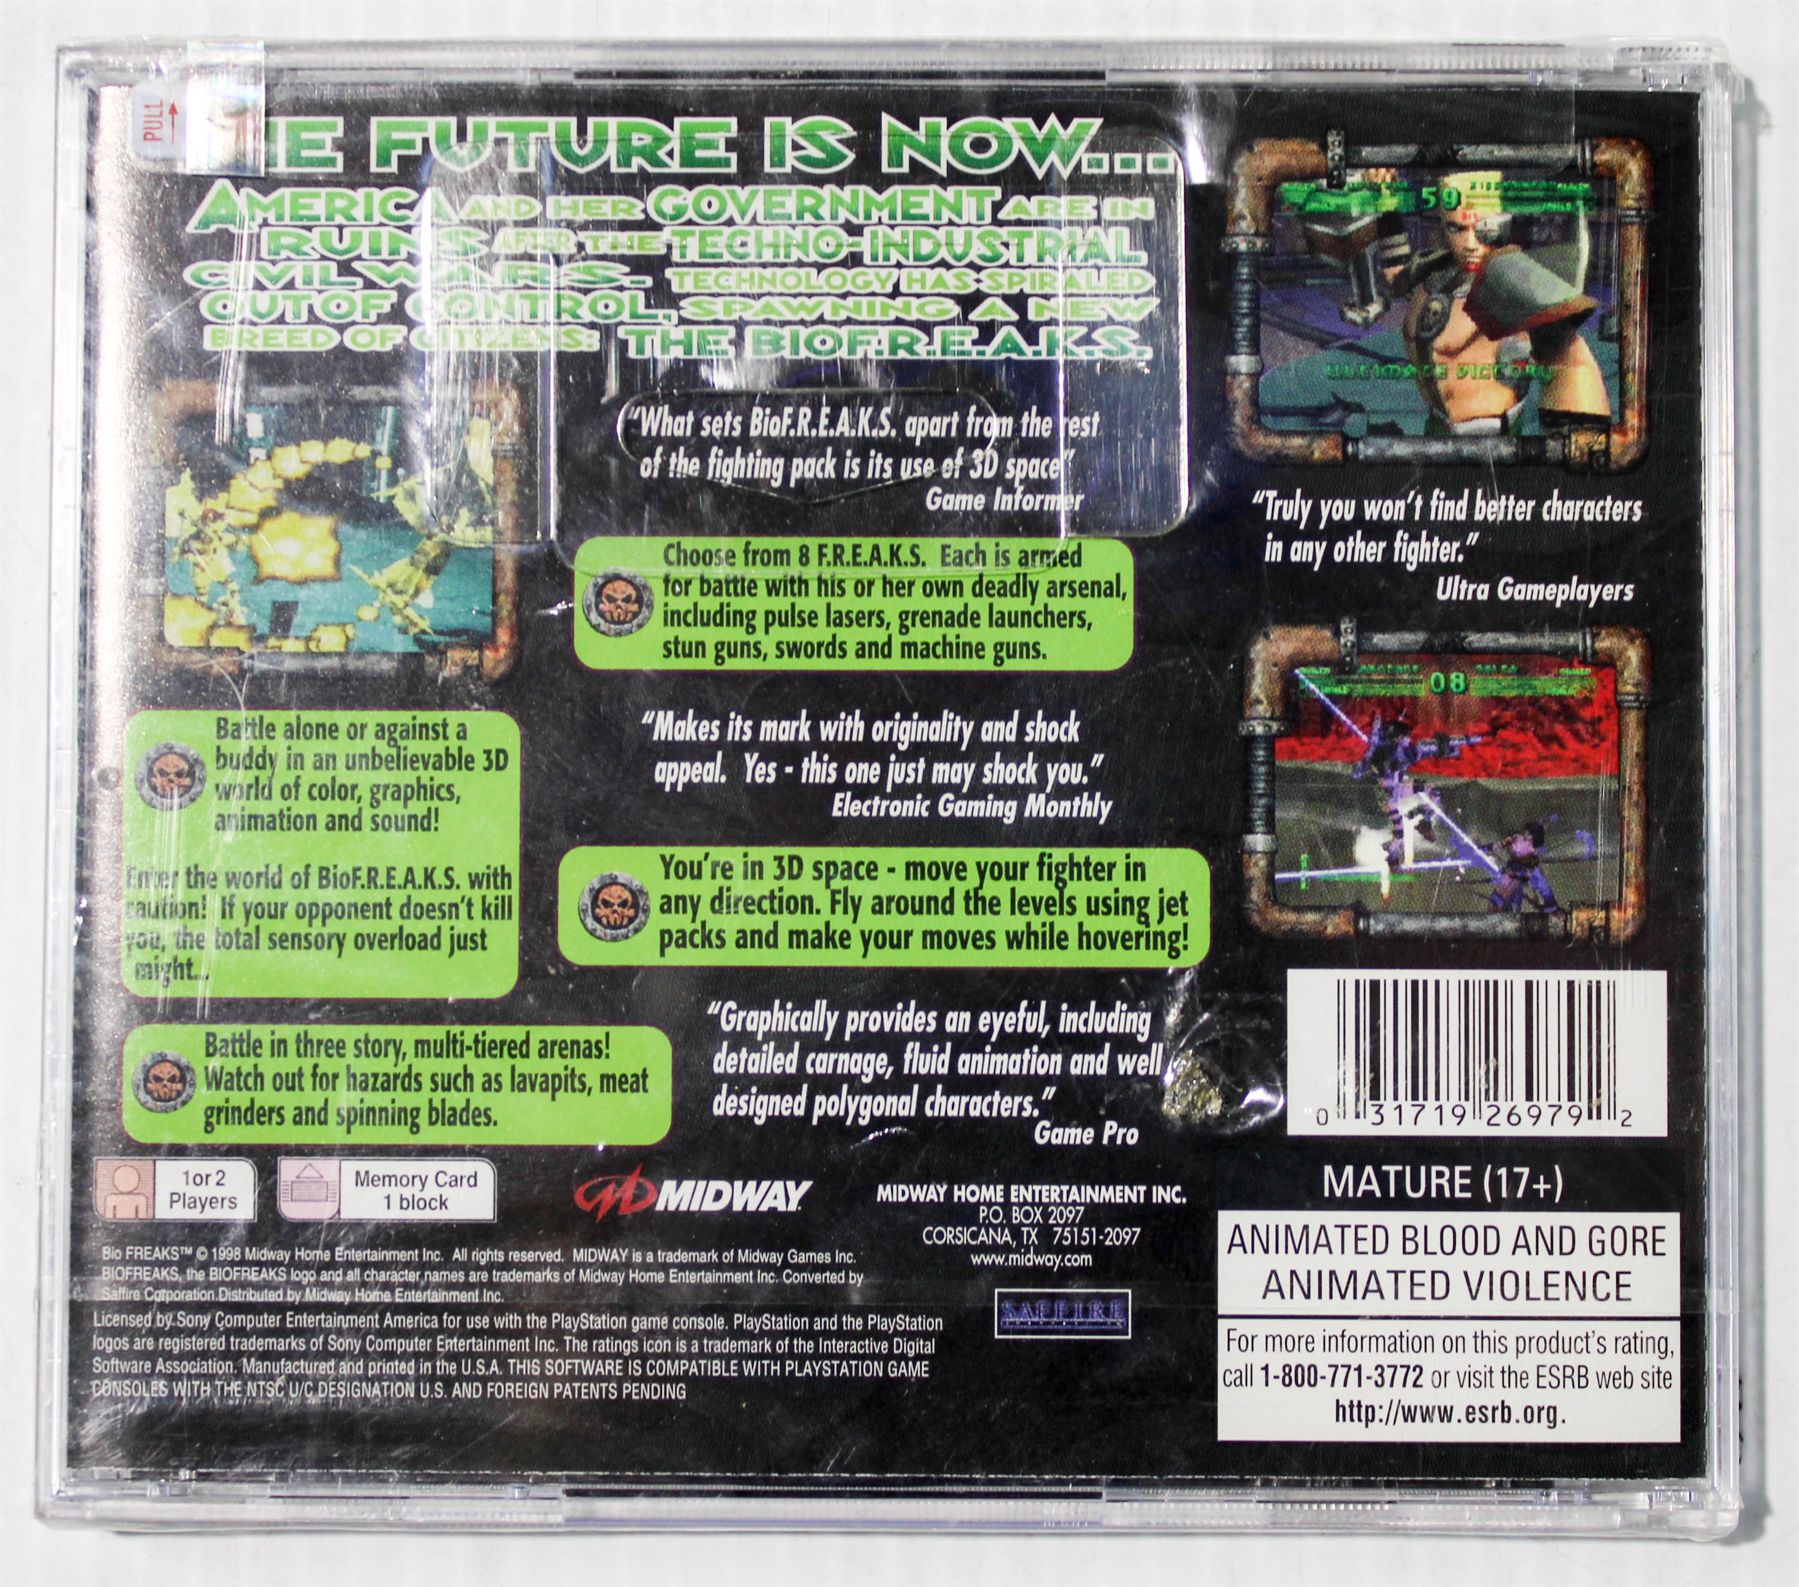 PULL
HE FUTURE IS NOW...
AMERICA AND HER GOVERNMENT ARE IN
RUINS AFTER THE TECHNO-INDUSTRIAL
CIVIL WARS. TECHNOLOGY HAS SPIRALED
OUT OF CONTROL, SPAWNING A NEW
BREED OF CITIZENS: THE BIOF.R.E.A.K.S.
"What sets BioF.R.E.A.K.S. apart from the rest
of the fighting pack is its use of 3D space"
Game Informer
59
ULTIMATE VICTORY
"Truly you won't find better characters
in any other fighter."
Ultra Gameplayers
Choose from 8 F.R.E.A.K.S. Each is armed
for battle with his or her own deadly arsenal,
including pulse lasers, grenade launchers,
stun guns, swords and machine guns.
08
Battle alone or against a
buddy in an unbelievable 3D
world of color, graphics,
animation and sound!
Enter the world of BioF.R.E.A.K.S. with
caution! If your opponent doesn't kill
you, the total sensory overload just
might...
"Makes its mark with originality and shock
appeal. Yes - this one just may shock you."
Electronic Gaming Monthly
You're in 3D space - move your fighter in
any direction. Fly around the levels using jet
packs and make your moves while hovering!
Battle in three story, multi-tiered arenas!
Watch out for hazards such as lavapits, meat
grinders and spinning blades.
"Graphically provides an eyeful, including
detailed carnage, fluid animation and well
designed polygonal characters."
Game Pro
0 31719 26979 2
1 or 2
Players
Memory Card
1 block
MIDWAY
MIDWAY HOME ENTERTAINMENT INC.
P.O. BOX 2097
CORSICANA, TX 75151-2097
www.midway.com
SAFFIRE
Bio FREAKS™ © 1998 Midway Home Entertainment Inc. All rights reserved. MIDWAY is a trademark of Midway Games Inc.
BIOFREAKS, the BIOFREAKS logo and all character names are trademarks of Midway Home Entertainment Inc. Converted by
Saffire Corporation.Distributed by Midway Home Entertainment Inc.
Licensed by Sony Computer Entertainment America for use with the PlayStation game console. PlayStation and the PlayStation
logos are registered trademarks of Sony Computer Entertainment Inc. The ratings icon is a trademark of the Interactive Digital
Software Association. Manufactured and printed in the U.S.A. THIS SOFTWARE IS COMPATIBLE WITH PLAYSTATION GAME
CONSOLES WITH THE NTSC U/C DESIGNATION U.S. AND FOREIGN PATENTS PENDING
MATURE (17+)
ANIMATED BLOOD AND GORE
ANIMATED VIOLENCE
For more information on this product's rating,
call 1-800-771-3772 or visit the ESRB web site
http://www.esrb.org.